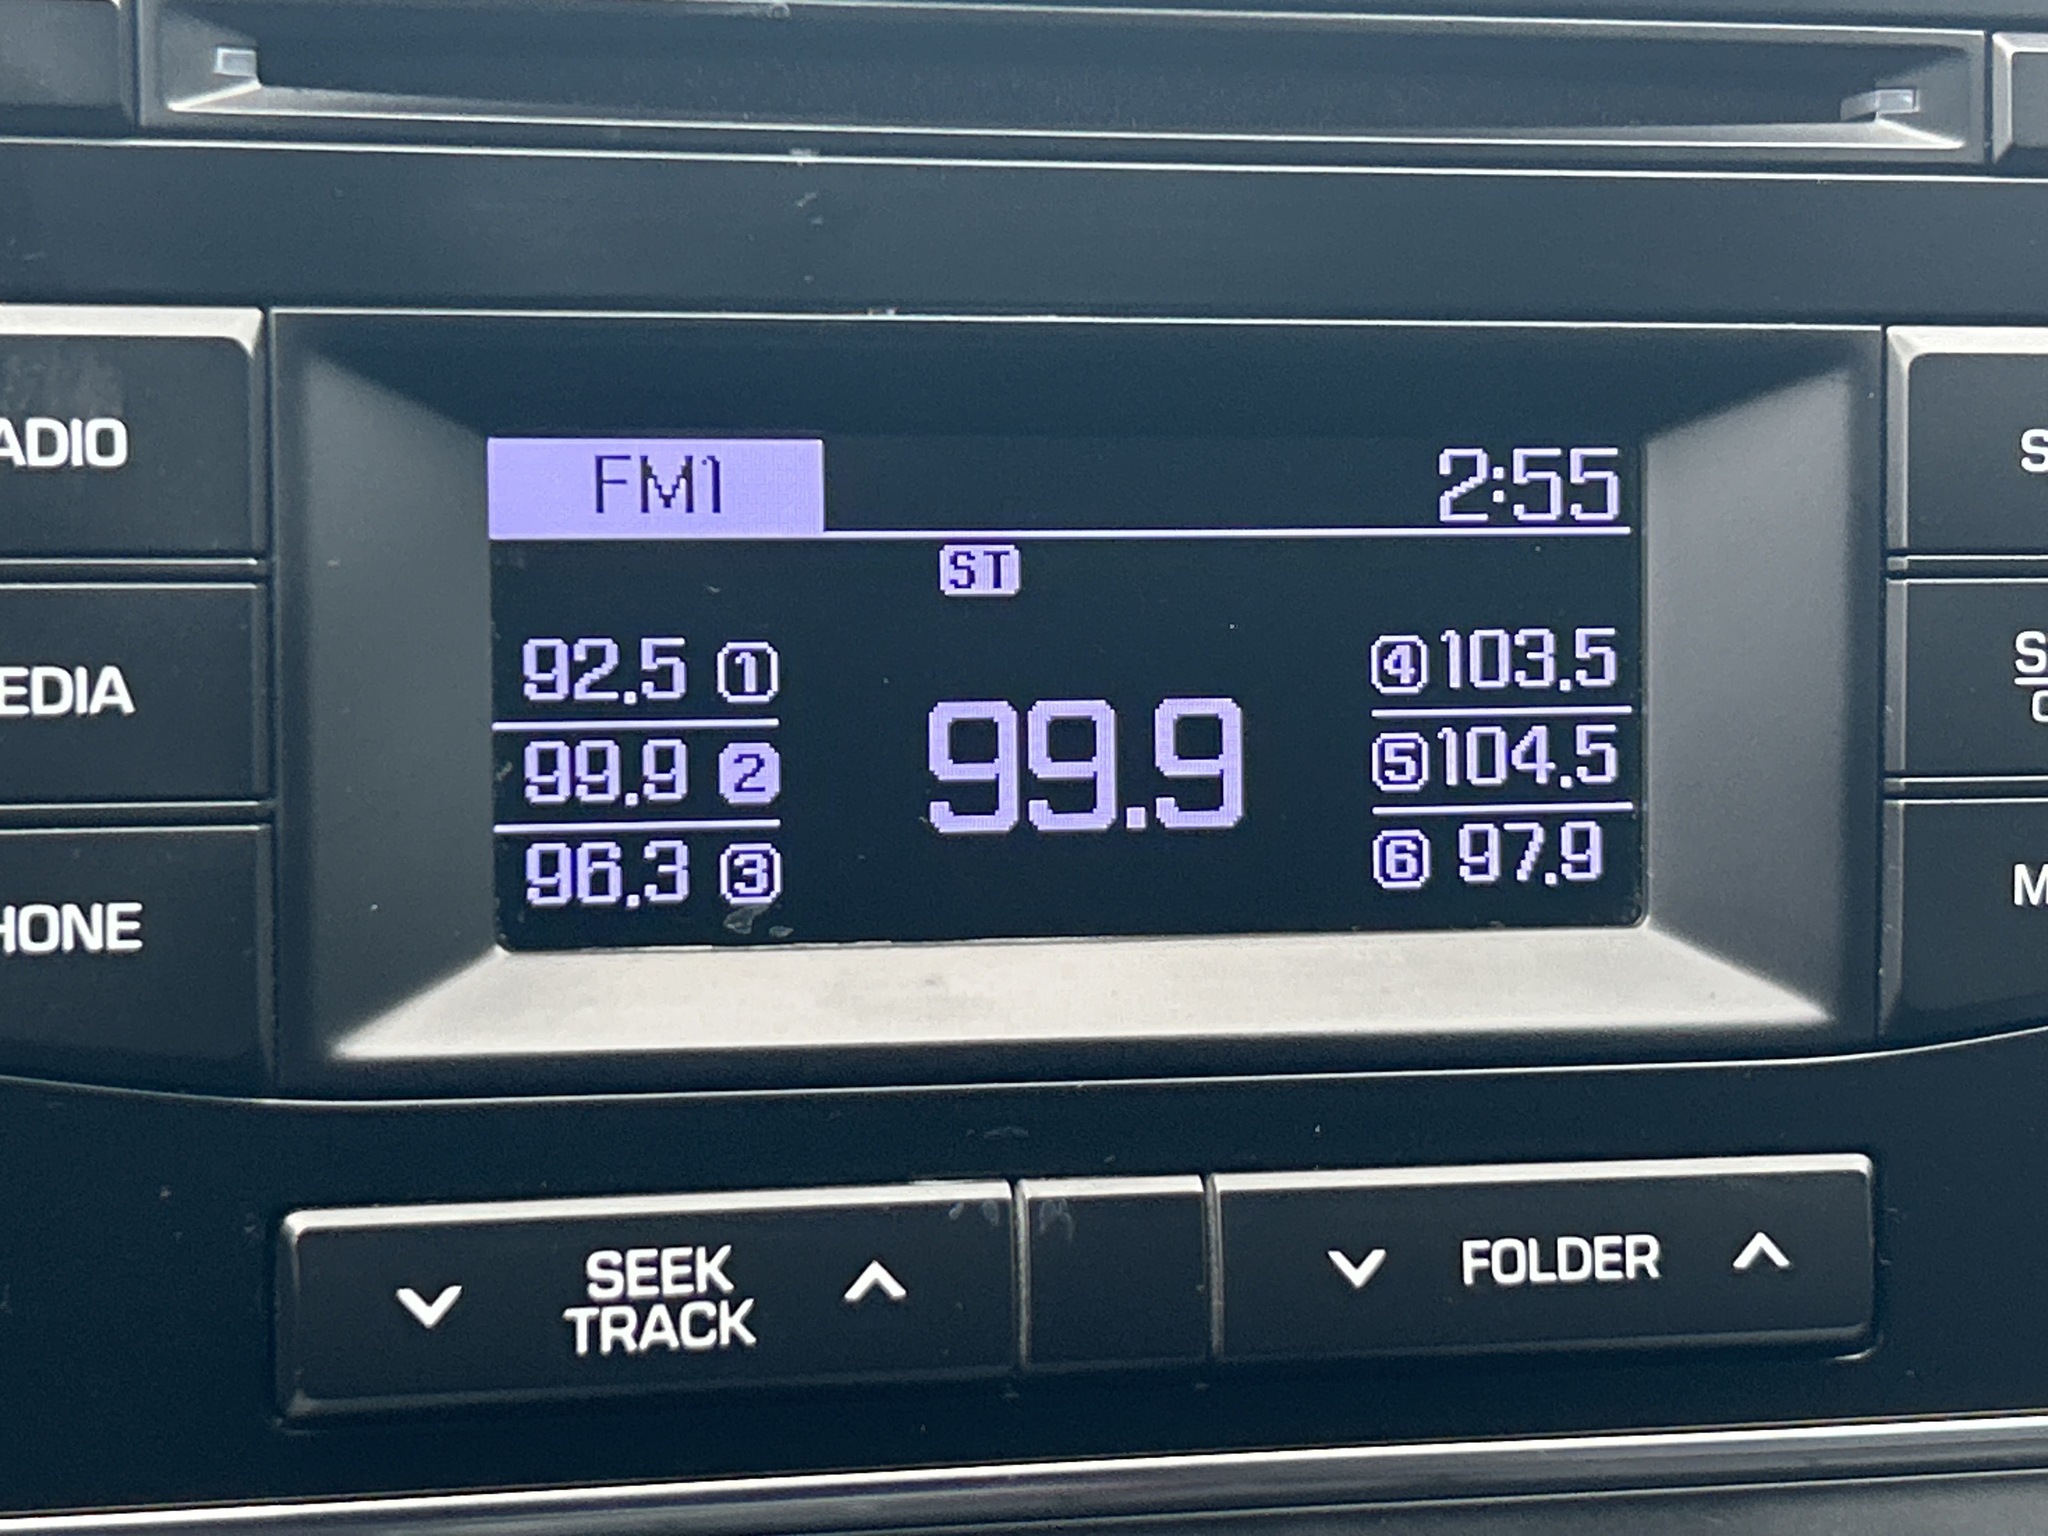 ADIO
EDIA
HONE
FM1 2:55
ST
92.5 1
99.9 2
96.3 3
99.9
4 103.5
5 104.5
6 97.9
S
S
C
M
SEEK
TRACK
FOLDER